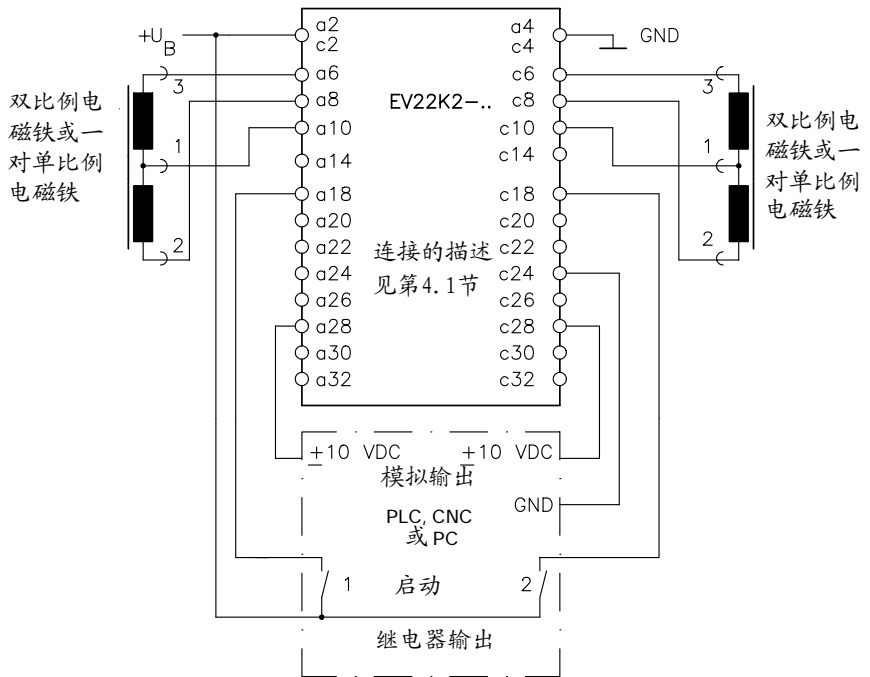 +UB
a2
c2
a4
c4
GND
a6
a8
a10
a14
a18
a20
a22
a24
a26
a28
a30
a32
EV22K2-..
连接的描述
见第4.1节
c6
c8
c10
c14
c18
c20
c22
c24
c26
c28
c30
c32
双比例电
磁铁或一
对单比例
电磁铁
3
1
2
双比例电
磁铁或一
对单比例
电磁铁
3
1
2
±10 VDC
±10 VDC
模拟输出
GND
PLC, CNC
或 PC
1 启动 2
继电器输出